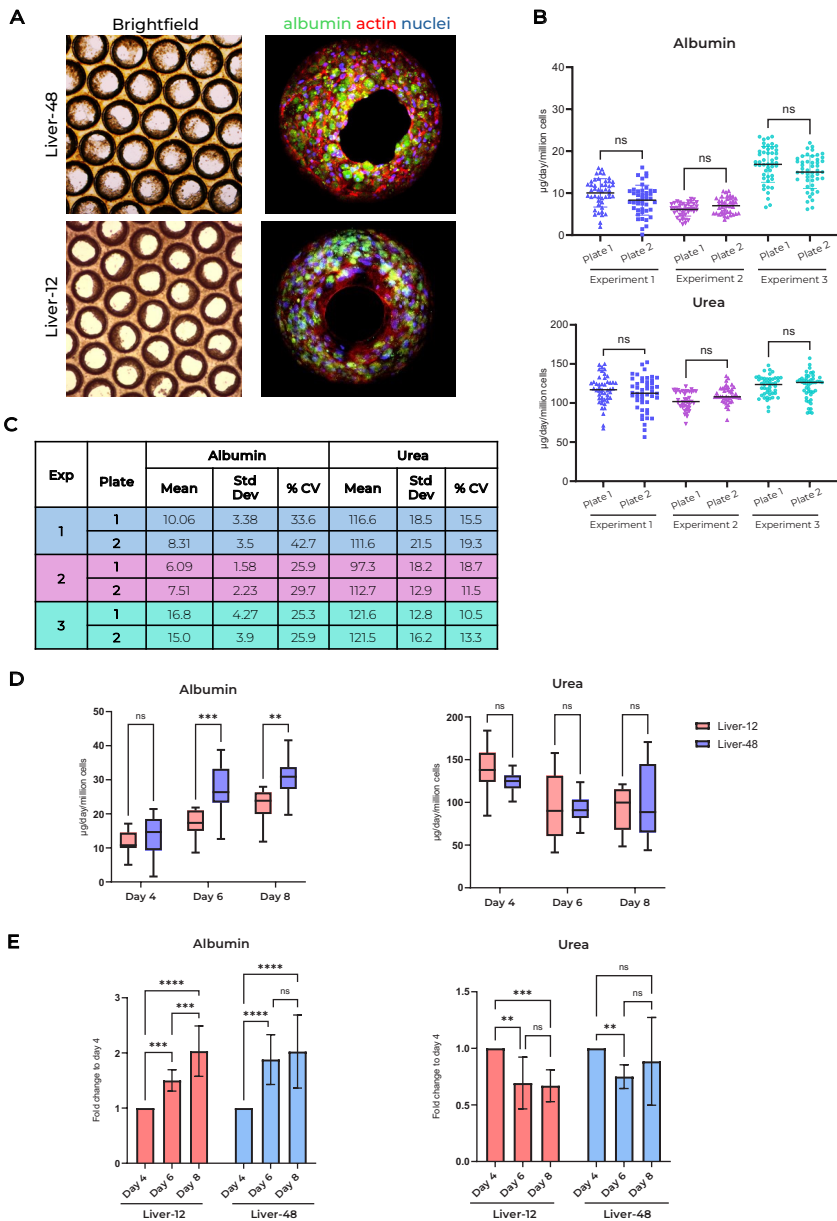 A
Brightfield
albumin actin nuclei
Liver-48
Liver-12
B
Albumin
µg/day/million cells
40
30
20
10
0
ns
ns
ns
Plate 1
Plate 2
Plate 1
Plate 2
Plate 1
Plate 2
Experiment 1
Experiment 2
Experiment 3
Urea
µg/day/million cells
200
150
100
50
0
ns
ns
ns
Plate 1
Plate 2
Plate 1
Plate 2
Plate 1
Plate 2
Experiment 1
Experiment 2
Experiment 3
C
Exp Plate Albumin Urea
Mean Std Dev % CV Mean Std Dev % CV
1 1 10.06 3.38 33.6 116.6 18.5 15.5
2 8.31 3.5 42.7 111.6 21.5 19.3
2 1 6.09 1.58 25.9 97.3 18.2 18.7
2 7.51 2.23 29.7 112.7 12.9 11.5
3 1 16.8 4.27 25.3 121.6 12.8 10.5
2 15.0 3.9 25.9 121.5 16.2 13.3
D
Albumin
µg/day/million cells
50
40
30
20
10
0
ns
***
**
Day 4
Day 6
Day 8
Urea
µg/day/million cells
200
150
100
50
0
ns
ns
ns
Day 4
Day 6
Day 8
Liver-12
Liver-48
E
Albumin
Fold change to day 4
3
2
1
0
****
***
***
****
ns
****
Day 4
Day 6
Day 8
Day 4
Day 6
Day 8
Liver-12
Liver-48
Urea
Fold change to day 4
1.5
1.0
0.5
0.0
***
**
ns
ns
ns
**
Day 4
Day 6
Day 8
Day 4
Day 6
Day 8
Liver-12
Liver-48